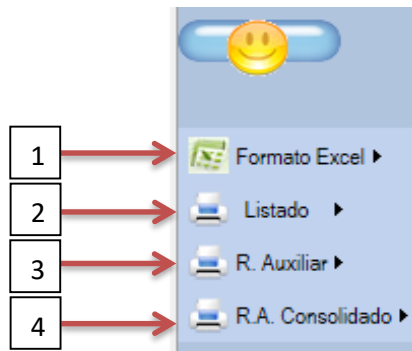 1 Formato Excel
2 Listado
3 R. Auxiliar
4 R.A. Consolidado